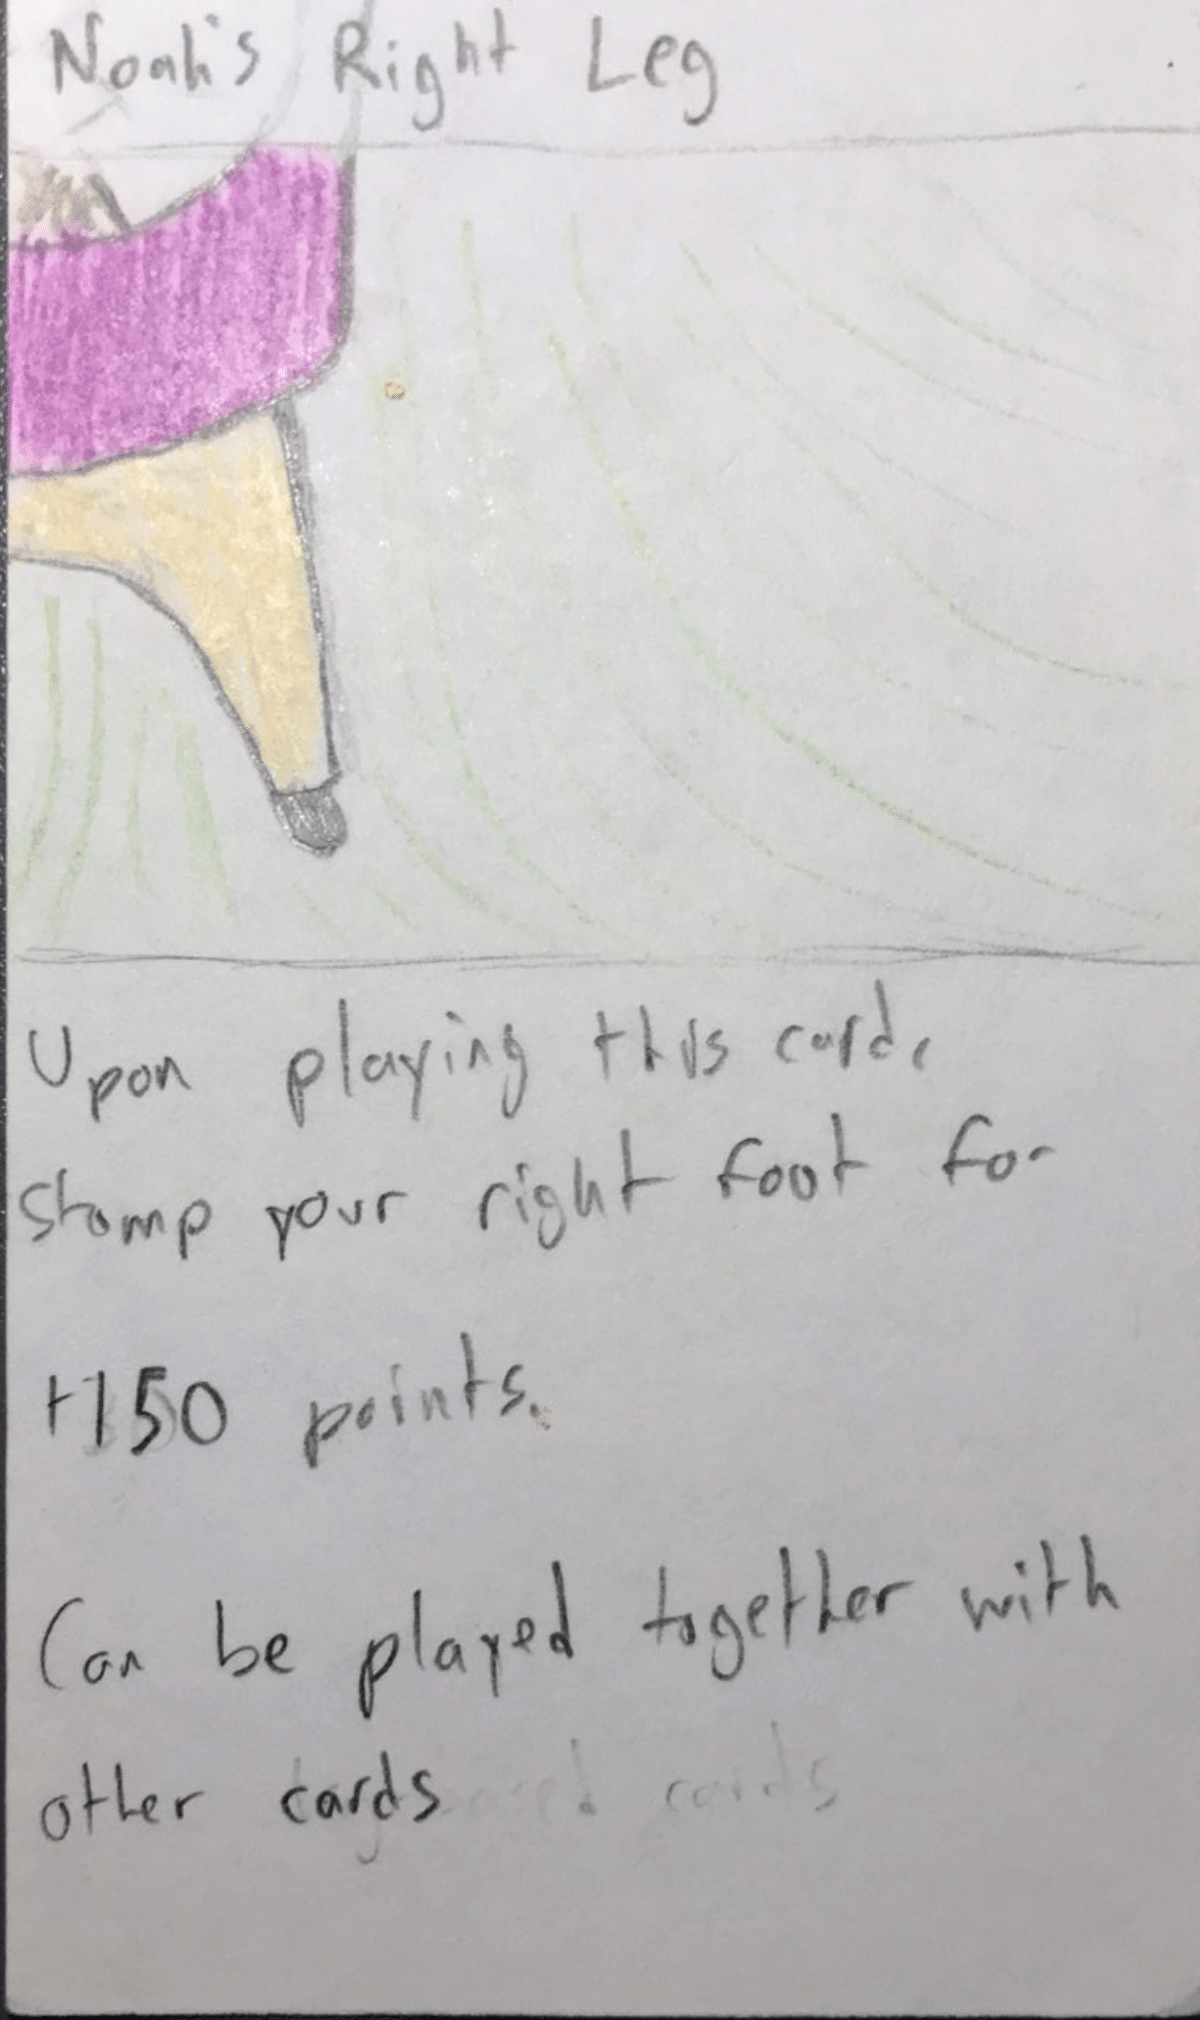 Noah's Right Leg
Upon playing this card,
stomp your right foot for
+150 points.
Can be played together with
other cards
cards